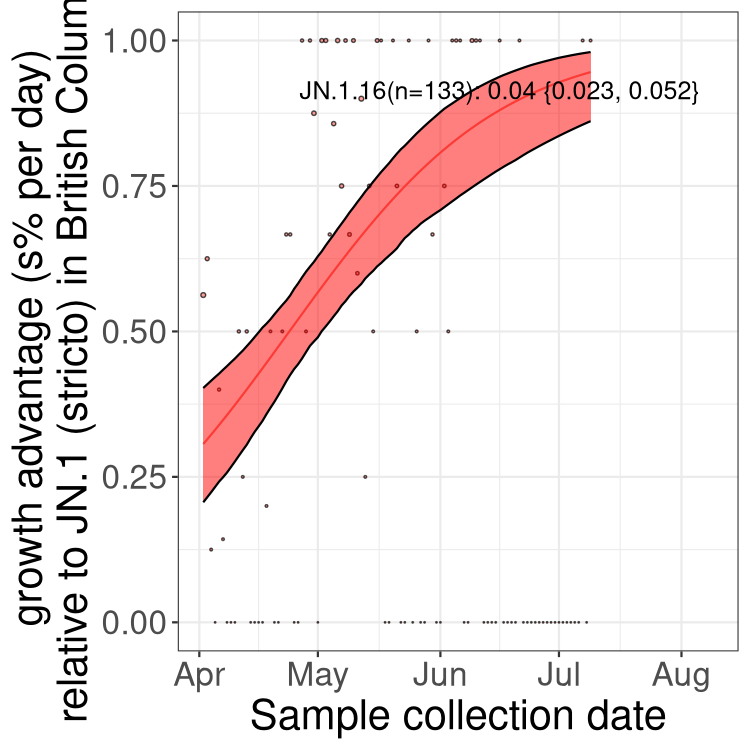 growth advantage (s% per day)
relative to JN.1 (stricto) in British Colum
1.00
0.75
0.50
0.25
0.00
JN.1.16(n=133): 0.04 {0.023, 0.052}
Apr May Jun Jul Aug
Sample collection date